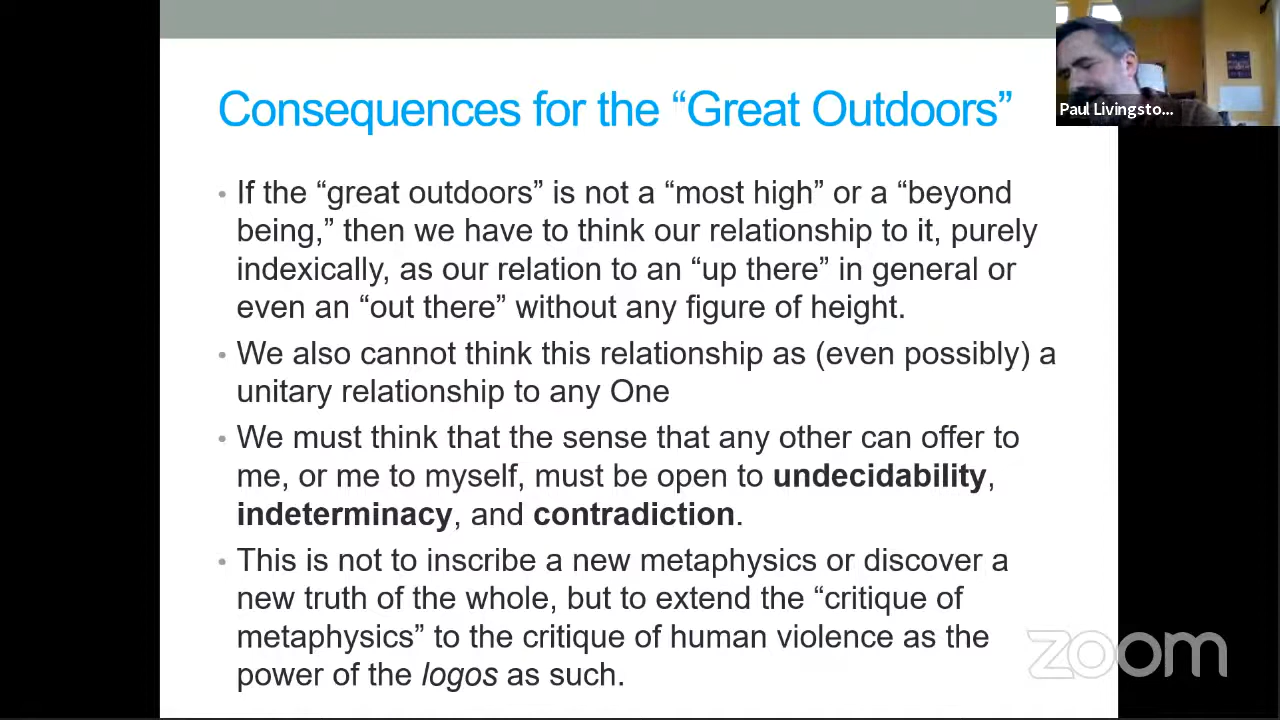 Consequences for the “Great Outdoors”
Paul Livingsto...
• If the “great outdoors” is not a “most high” or a “beyond
being,” then we have to think our relationship to it, purely
indexically, as our relation to an “up there” in general or
even an “out there” without any figure of height.
• We also cannot think this relationship as (even possibly) a
unitary relationship to any One
• We must think that the sense that any other can offer to
me, or me to myself, must be open to undecidability,
indeterminacy, and contradiction.
• This is not to inscribe a new metaphysics or discover a
new truth of the whole, but to extend the “critique of
metaphysics” to the critique of human violence as the
power of the logos as such.
zoom